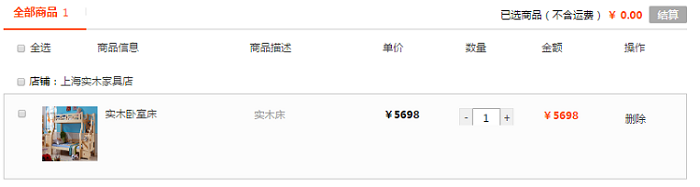 全部商品 1 已选商品（不含运费） ¥ 0.00 结算
全选 商品信息 商品描述 单价 数量 金额 操作
店铺：上海实木家具店
实木卧室床 实木床 ¥5698 - 1 + ¥5698 删除